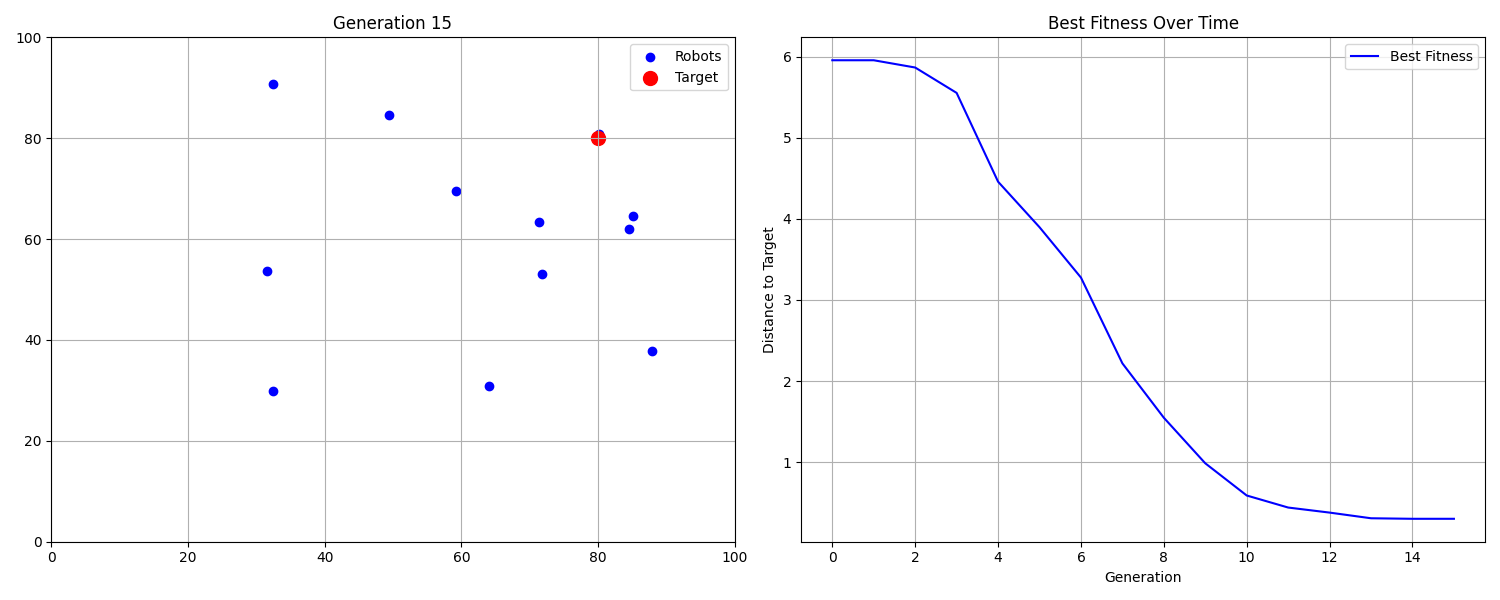 Generation 15
100
80
60
40
20
0
0 20 40 60 80 100
Robots
Target
Best Fitness Over Time
Distance to Target
6
5
4
3
2
1
0 2 4 6 8 10 12 14
Generation
Best Fitness